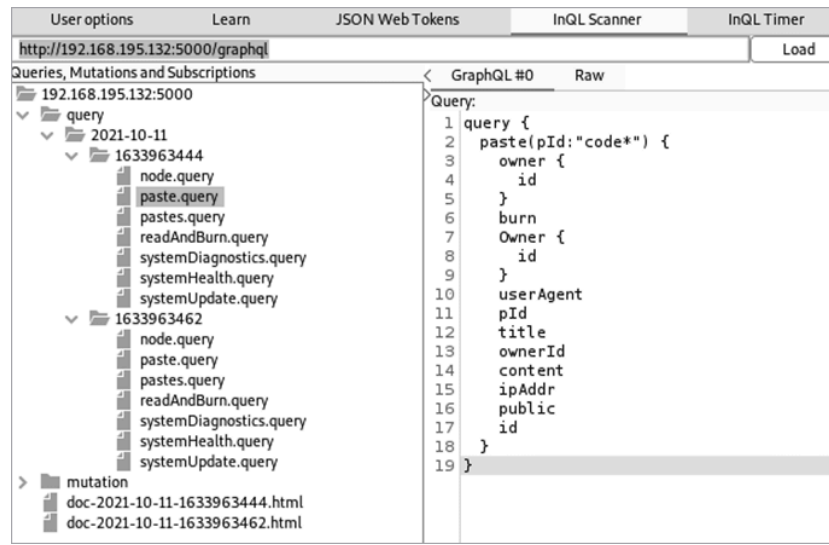 User options Learn JSON Web Tokens InQL Scanner InQL Timer
http://192.168.195.132:5000/graphql Load
Queries, Mutations and Subscriptions
192.168.195.132:5000
query
2021-10-11
1633963444
node.query
paste.query
pastes.query
readAndBurn.query
systemDiagnostics.query
systemHealth.query
systemUpdate.query
1633963462
node.query
paste.query
pastes.query
readAndBurn.query
systemDiagnostics.query
systemHealth.query
systemUpdate.query
mutation
doc-2021-10-11-1633963444.html
doc-2021-10-11-1633963462.html
GraphQL #0 Raw
Query:
1 query {
2 paste(pId:"code*") {
3 owner {
4 id
5 }
6 burn
7 Owner {
8 id
9 }
10 userAgent
11 pId
12 title
13 ownerId
14 content
15 ipAddr
16 public
17 id
18 }
19 }